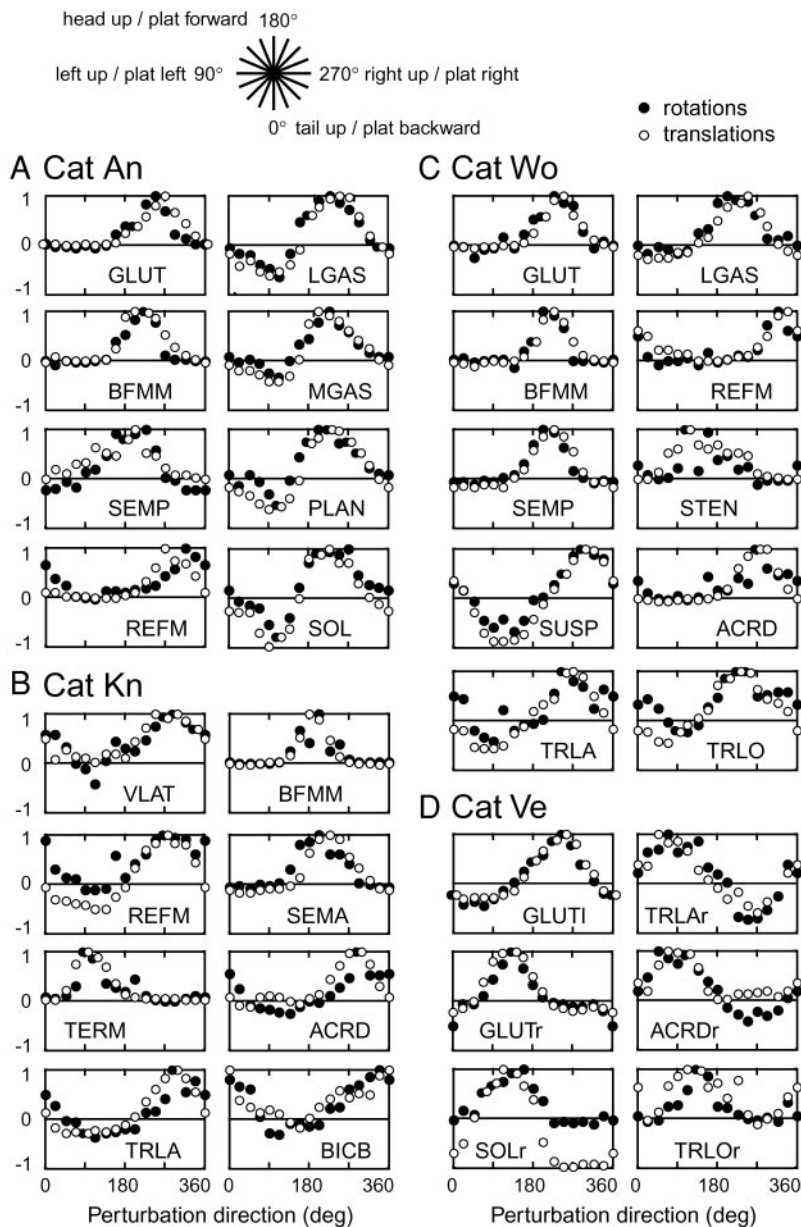 head up / plat forward 180°
left up / plat left 90°
270° right up / plat right
0° tail up / plat backward
● rotations
○ translations
A Cat An
1
0
-1
GLUT
LGAS
1
0
-1
BFMM
MGAS
1
0
-1
SEMP
PLAN
1
0
-1
REFM
SOL
B Cat Kn
1
0
-1
VLAT
BFMM
1
0
-1
REFM
SEMA
1
0
-1
TERM
ACRD
1
0
-1
TRLA
BICB
0 180 360 0 180 360
Perturbation direction (deg)
C Cat Wo
GLUT
LGAS
BFMM
REFM
SEMP
STEN
SUSP
ACRD
TRLA
TRLO
D Cat Ve
GLUTl
TRLAr
GLUTr
ACRDr
SOLr
TRLOr
0 180 360 0 180 360
Perturbation direction (deg)